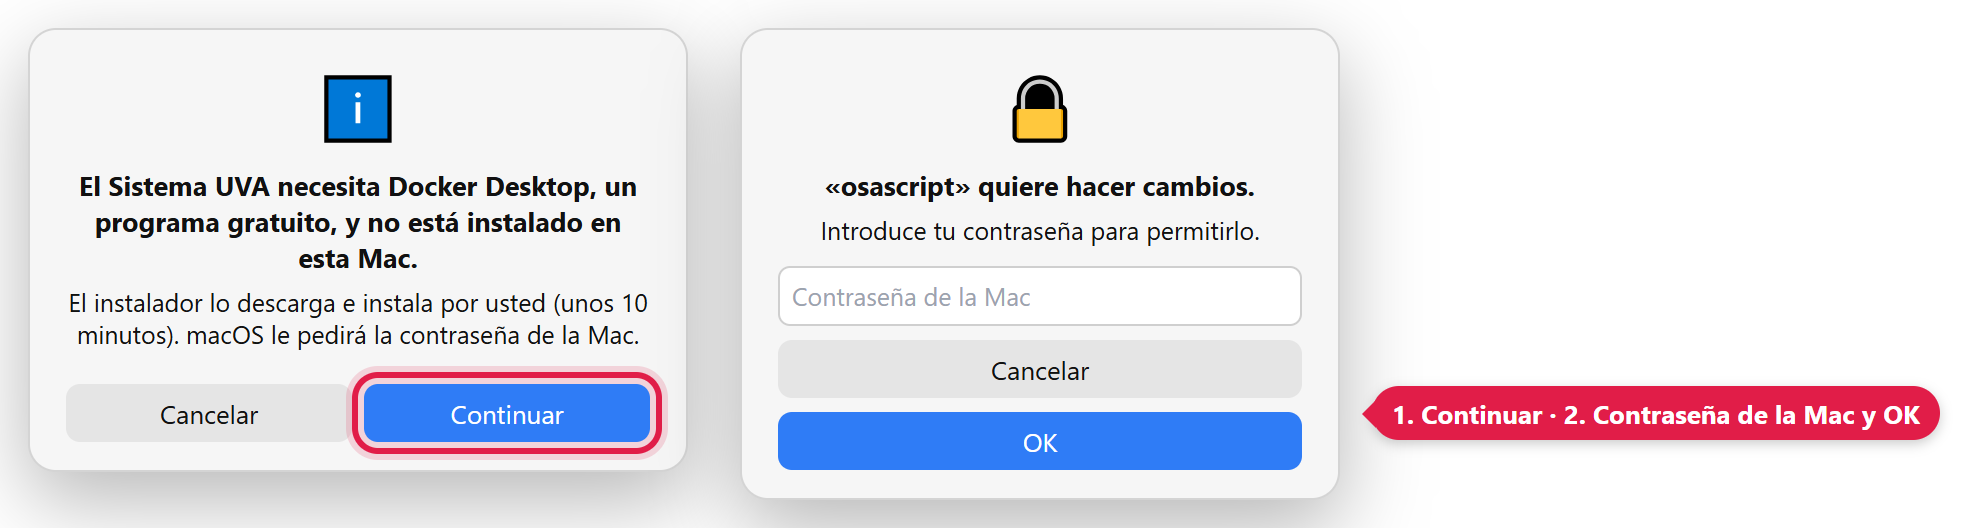 i
El Sistema UVA necesita Docker Desktop, un
programa gratuito, y no está instalado en
esta Mac.
El instalador lo descarga e instala por usted (unos 10
minutos). macOS le pedirá la contraseña de la Mac.
Cancelar
Continuar
«osascript» quiere hacer cambios.
Introduce tu contraseña para permitirlo.
Contraseña de la Mac
Cancelar
OK
1. Continuar · 2. Contraseña de la Mac y OK